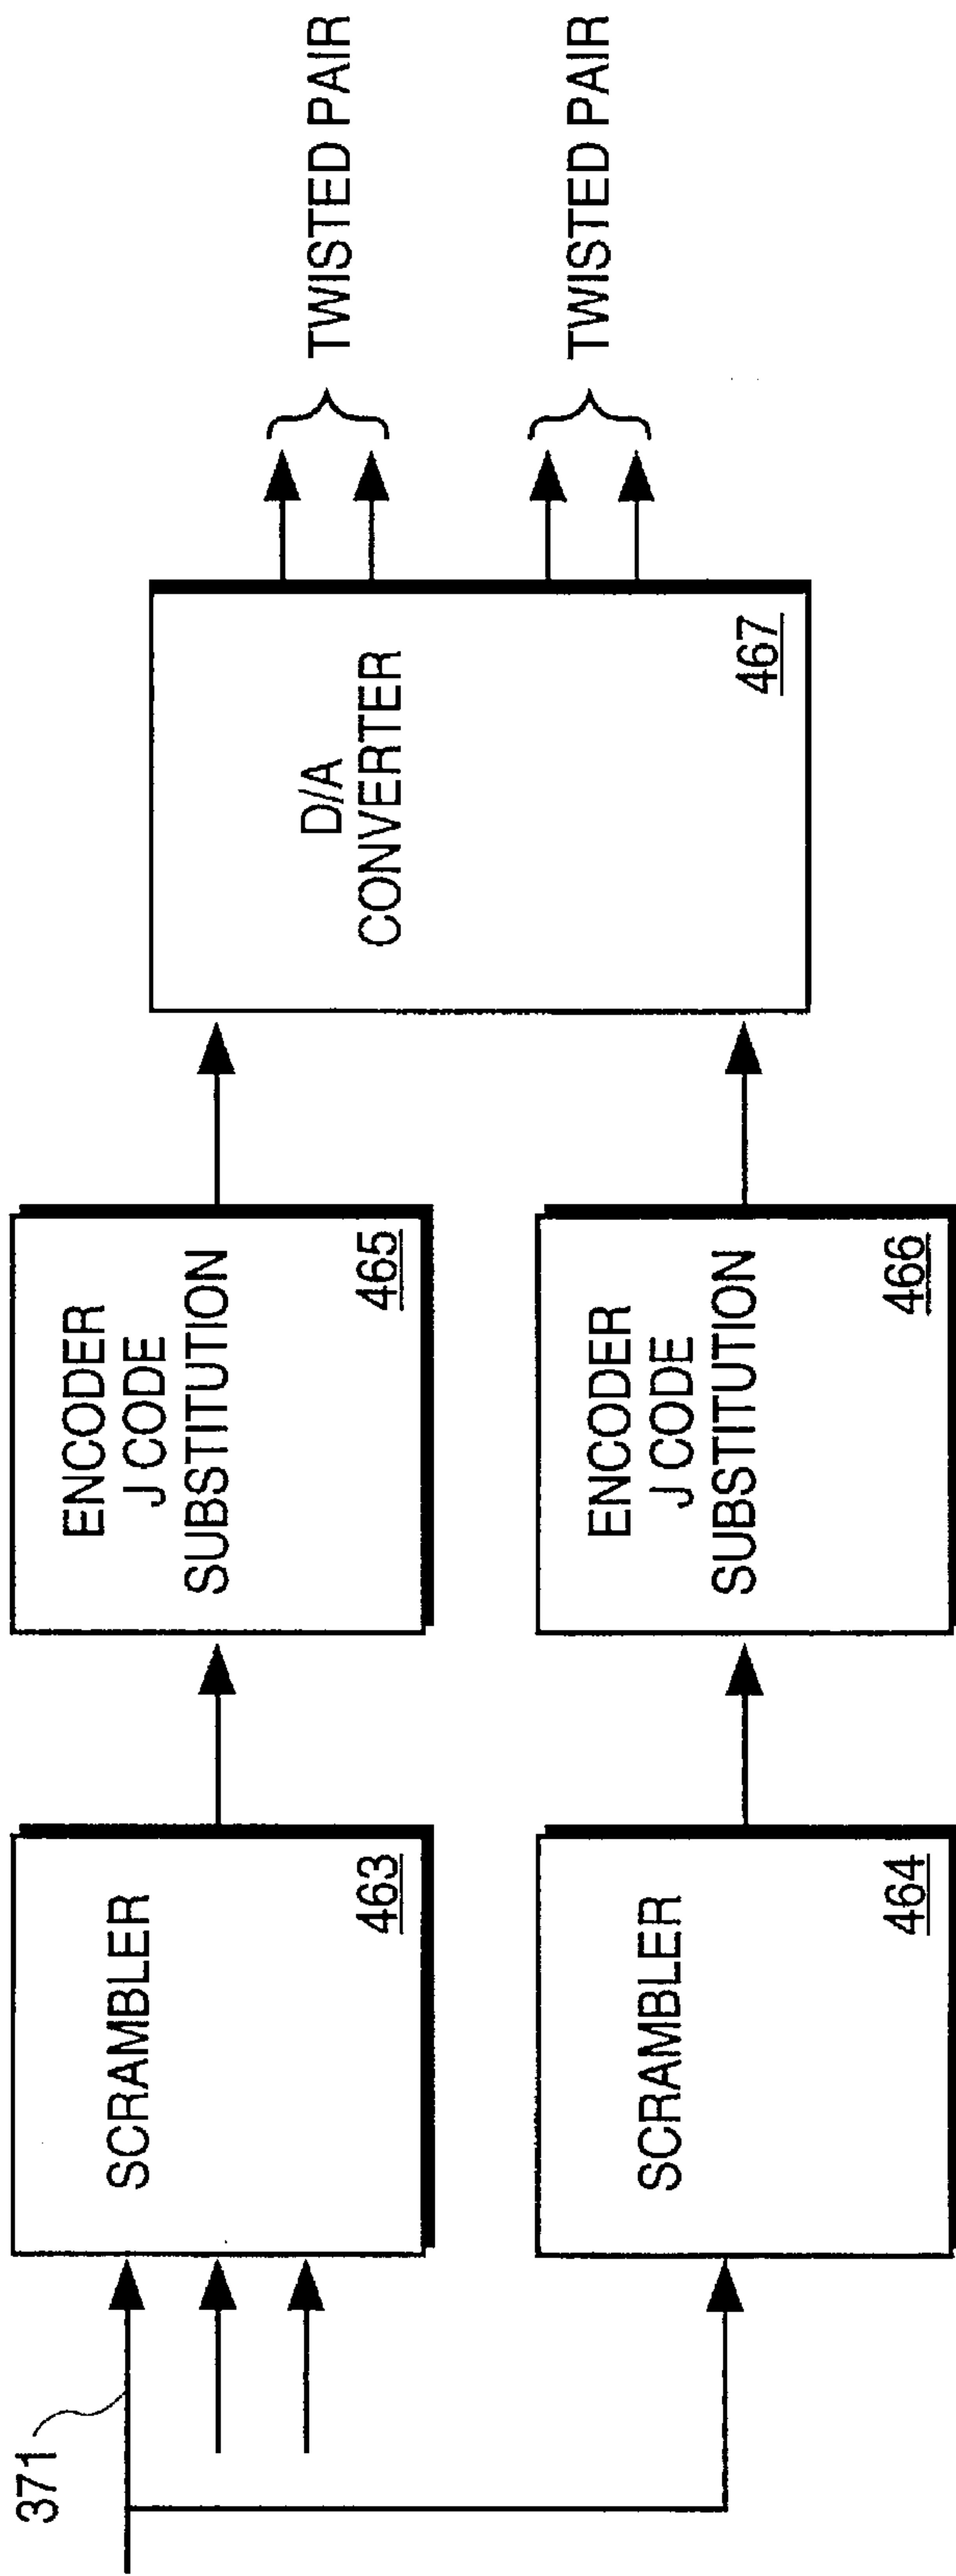 371
SCRAMBLER
463
ENCODER
J CODE
SUBSTITUTION
465
D/A
CONVERTER
467
TWISTED PAIR
TWISTED PAIR
SCRAMBLER
464
ENCODER
J CODE
SUBSTITUTION
466